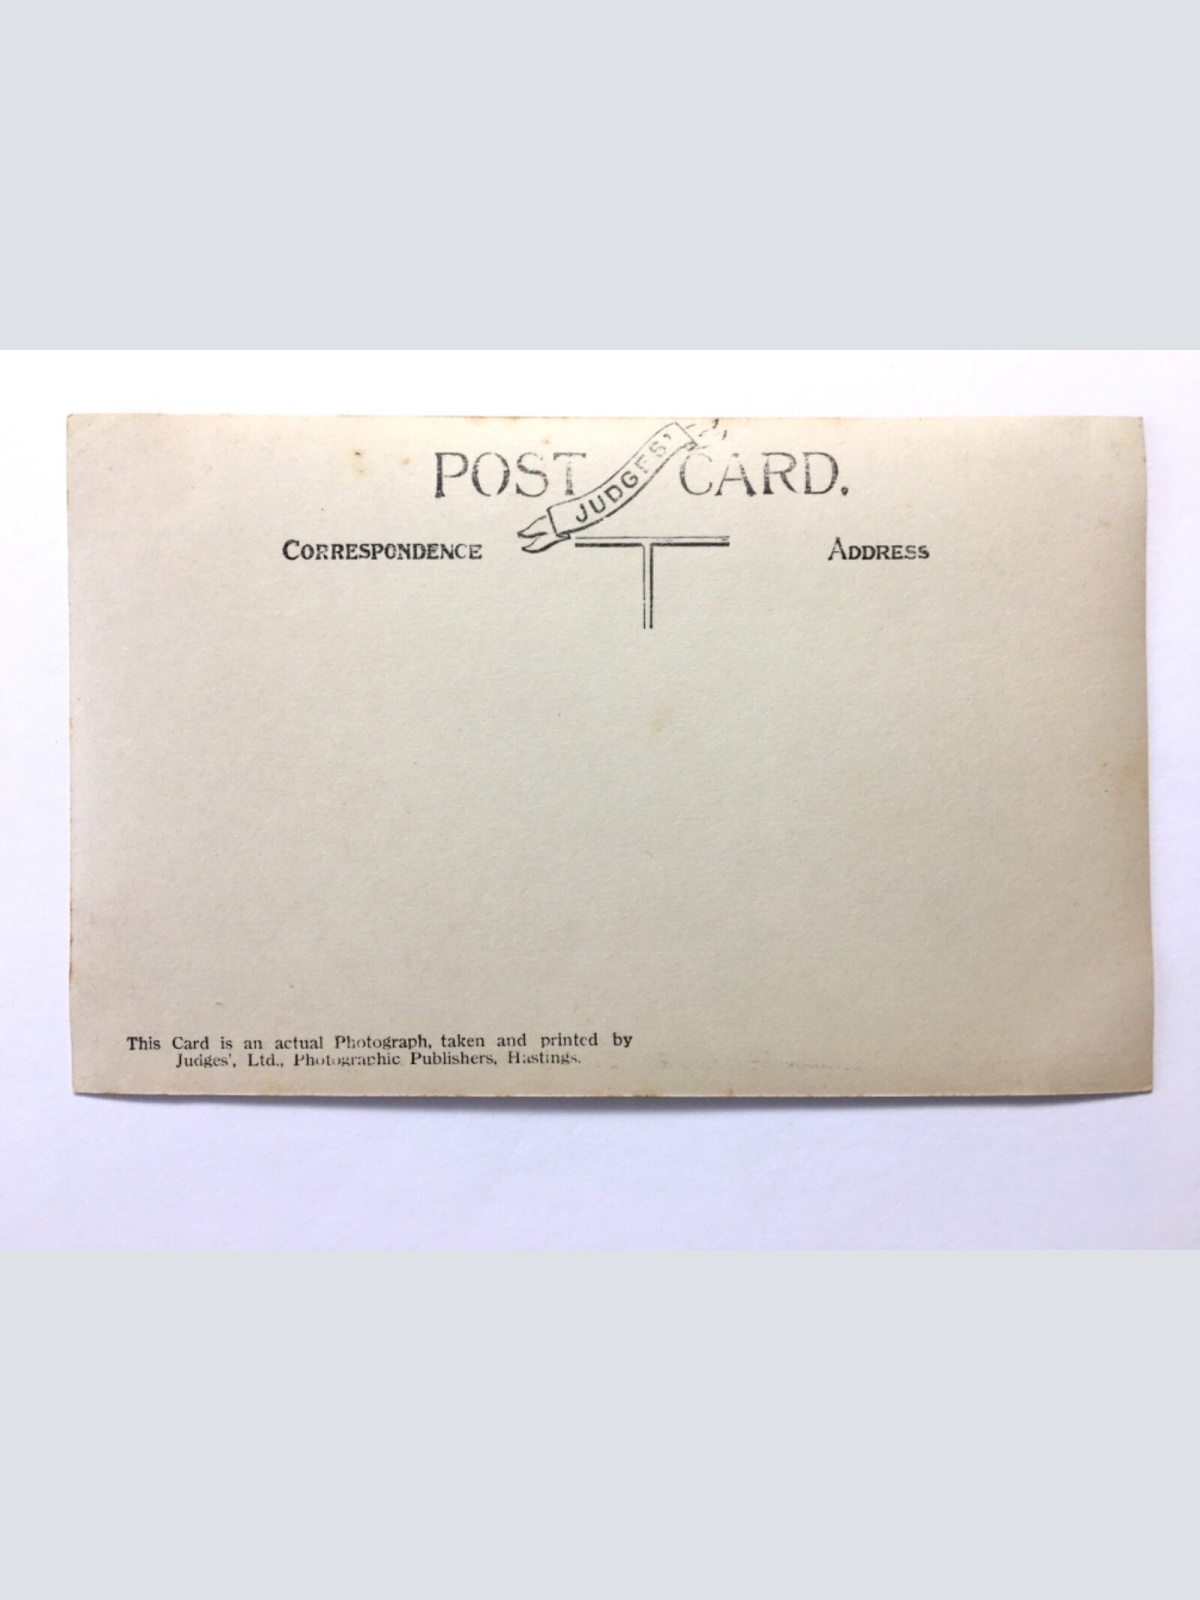 POST JUDGES' CARD.
CORRESPONDENCE ADDRESS
This Card is an actual Photograph, taken and printed by
Judges', Ltd., Photographic Publishers, Hastings.